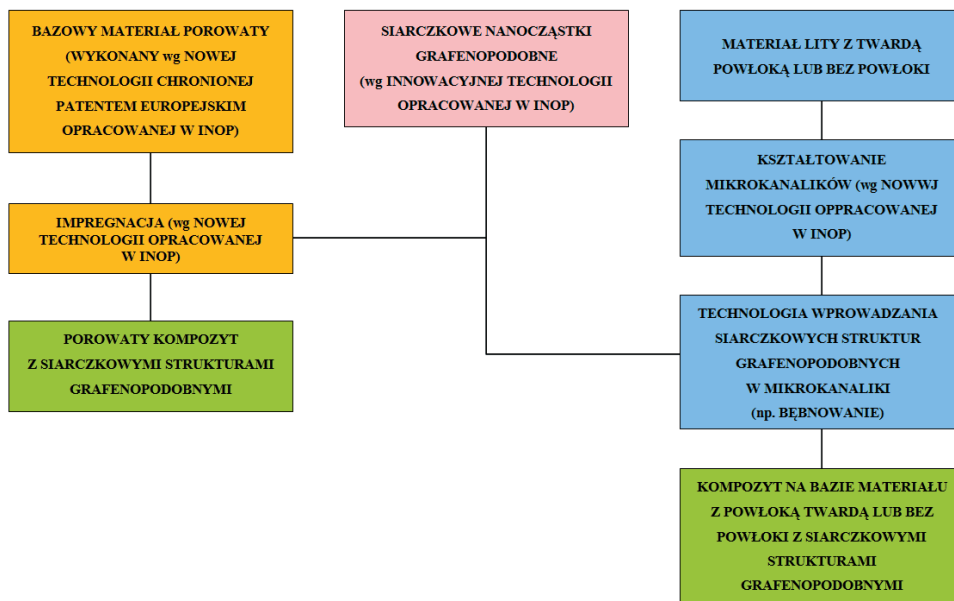 BAZOWY MATERIAŁ POROWATY
(WYKONANY wg NOWEJ
TECHNOLOGII CHRONIONEJ
PATENTEM EUROPEJSKIM
OPRACOWANEJ W INOP)
SIARCZKOWE NANOCZĄSTKI
GRAFENOPODOBNE
(wg INNOWACYJNEJ TECHNOLOGII
OPRACOWANEJ W INOP)
MATERIAŁ LITY Z TWARDĄ
POWŁOKĄ LUB BEZ POWŁOKI
IMPREGNACJA (wg NOWEJ
TECHNOLOGII OPRACOWANEJ
W INOP)
KSZTAŁTOWANIE
MIKROKANALIKÓW (wg NOWWJ
TECHNOLOGII OPPRACOWANEJ
W INOP)
POROWATY KOMPOZYT
Z SIARCZKOWYMI STRUKTURAMI
GRAFENOPODOBNYMI
TECHNOLOGIA WPROWADZANIA
SIARCZKOWYCH STRUKTUR
GRAFENOPODOBNYCH
W MIKROKANALIKI
(np. BĘBNOWANIE)
KOMPOZYT NA BAZIE MATERIAŁU
Z POWŁOKĄ TWARDĄ LUB BEZ
POWŁOKI Z SIARCZKOWYMI
STRUKTURAMI
GRAFENOPODOBNYMI